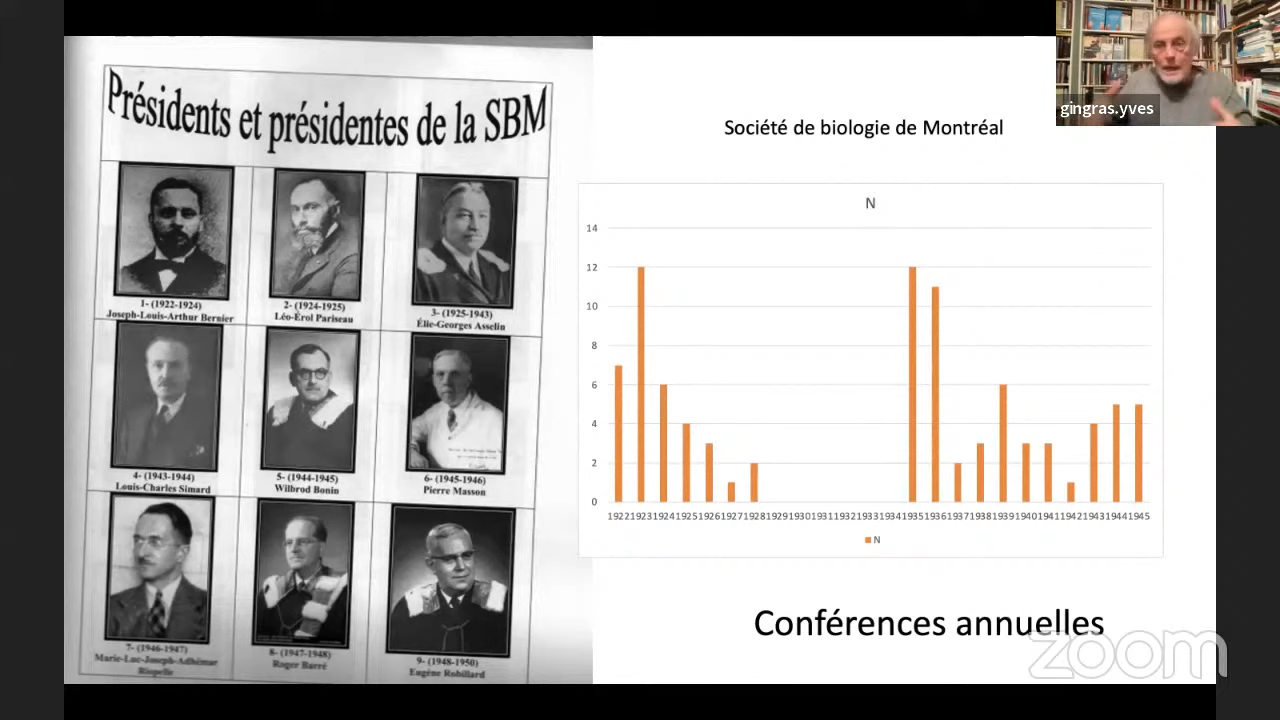 Présidents et présidentes de la SBM
1- (1922-1924)
Joseph-Louis-Arthur Bernier
2- (1924-1925)
Léo-Érol Pariseau
3- (1925-1943)
Élie-Georges Asselin
4- (1943-1944)
Louis-Charles Simard
5- (1944-1945)
Wilbrod Bonin
6- (1945-1946)
Pierre Masson
7- (1946-1947)
Marie-Luc-Joseph-Adhémar
Riopelle
8- (1947-1948)
Roger Barré
9- (1948-1950)
Eugène Robillard
gingras.yves
Société de biologie de Montréal
N
14
12
10
8
6
4
2
0
1922 1923 1924 1925 1926 1927 1928 1929 1930 1931 1932 1933 1934 1935 1936 1937 1938 1939 1940 1941 1942 1943 1944 1945
N
Conférences annuelles
zoom